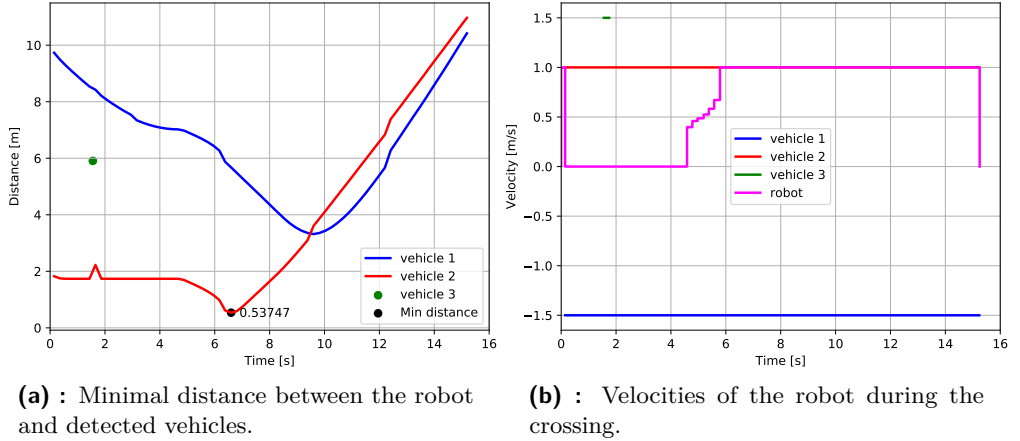 10
8
6
4
2
0
Distance [m]
0.53747
vehicle 1
vehicle 2
vehicle 3
Min distance
0 2 4 6 8 10 12 14 16
Time [s]
1.5
1.0
0.5
0.0
−0.5
−1.0
−1.5
Velocity [m/s]
vehicle 1
vehicle 2
vehicle 3
robot
0 2 4 6 8 10 12 14 16
Time [s]
(a) : Minimal distance between the robot
and detected vehicles.
(b) : Velocities of the robot during the
crossing.